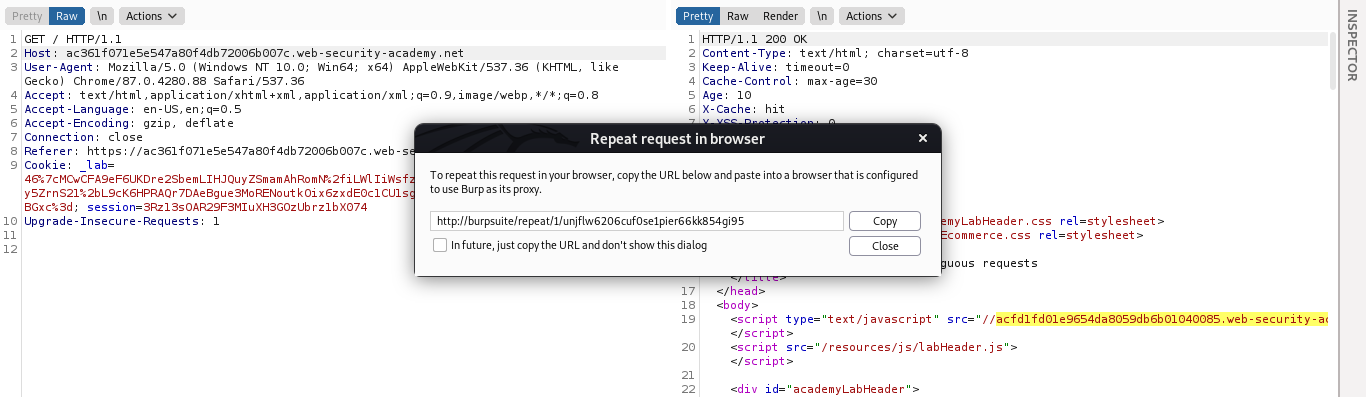 Pretty Raw \n Actions
1 GET / HTTP/1.1
2 Host: ac361f071e5e547a80f4db72006b007c.web-security-academy.net
3 User-Agent: Mozilla/5.0 (Windows NT 10.0; Win64; x64) AppleWebKit/537.36 (KHTML, like
Gecko) Chrome/87.0.4280.88 Safari/537.36
4 Accept: text/html,application/xhtml+xml,application/xml;q=0.9,image/webp,*/*;q=0.8
5 Accept-Language: en-US,en;q=0.5
6 Accept-Encoding: gzip, deflate
7 Connection: close
8 Referer: https://ac361f071e5e547a80f4db72006b007c.web-se
9 Cookie: _lab=
46%7cMCwCFA9eF6UKDre2SbemLIHJQuyZSmamAhRomN%2fiLWlIiWsfz
y5ZrnS21%2bL9cK6HPRAQr7DAeBgue3MoRENoutkOix6zxdE0clCU1sg
BGxc%3d; session=3Rzl3sOAR29F3MIuXH3GOzUbrz1bX074
10 Upgrade-Insecure-Requests: 1
11
12
Pretty Raw Render \n Actions
1 HTTP/1.1 200 OK
2 Content-Type: text/html; charset=utf-8
3 Keep-Alive: timeout=0
4 Cache-Control: max-age=30
5 Age: 10
6 X-Cache: hit
7 X-XSS-Protection: 0
emyLabHeader.css rel=stylesheet>
Ecommerce.css rel=stylesheet>
guous requests
</title>
17 </head>
18 <body>
19 <script type="text/javascript" src="//acfd1fd01e9654da8059db6b01040085.web-security-ac
</script>
20 <script src="/resources/js/labHeader.js">
</script>
21
22 <div id="academyLabHeader">
INSPECTOR
Repeat request in browser
×
To repeat this request in your browser, copy the URL below and paste into a browser that is configured
to use Burp as its proxy.
http://burpsuite/repeat/1/unjflw6206cuf0se1pier66kk854gi95
Copy
In future, just copy the URL and don't show this dialog
Close